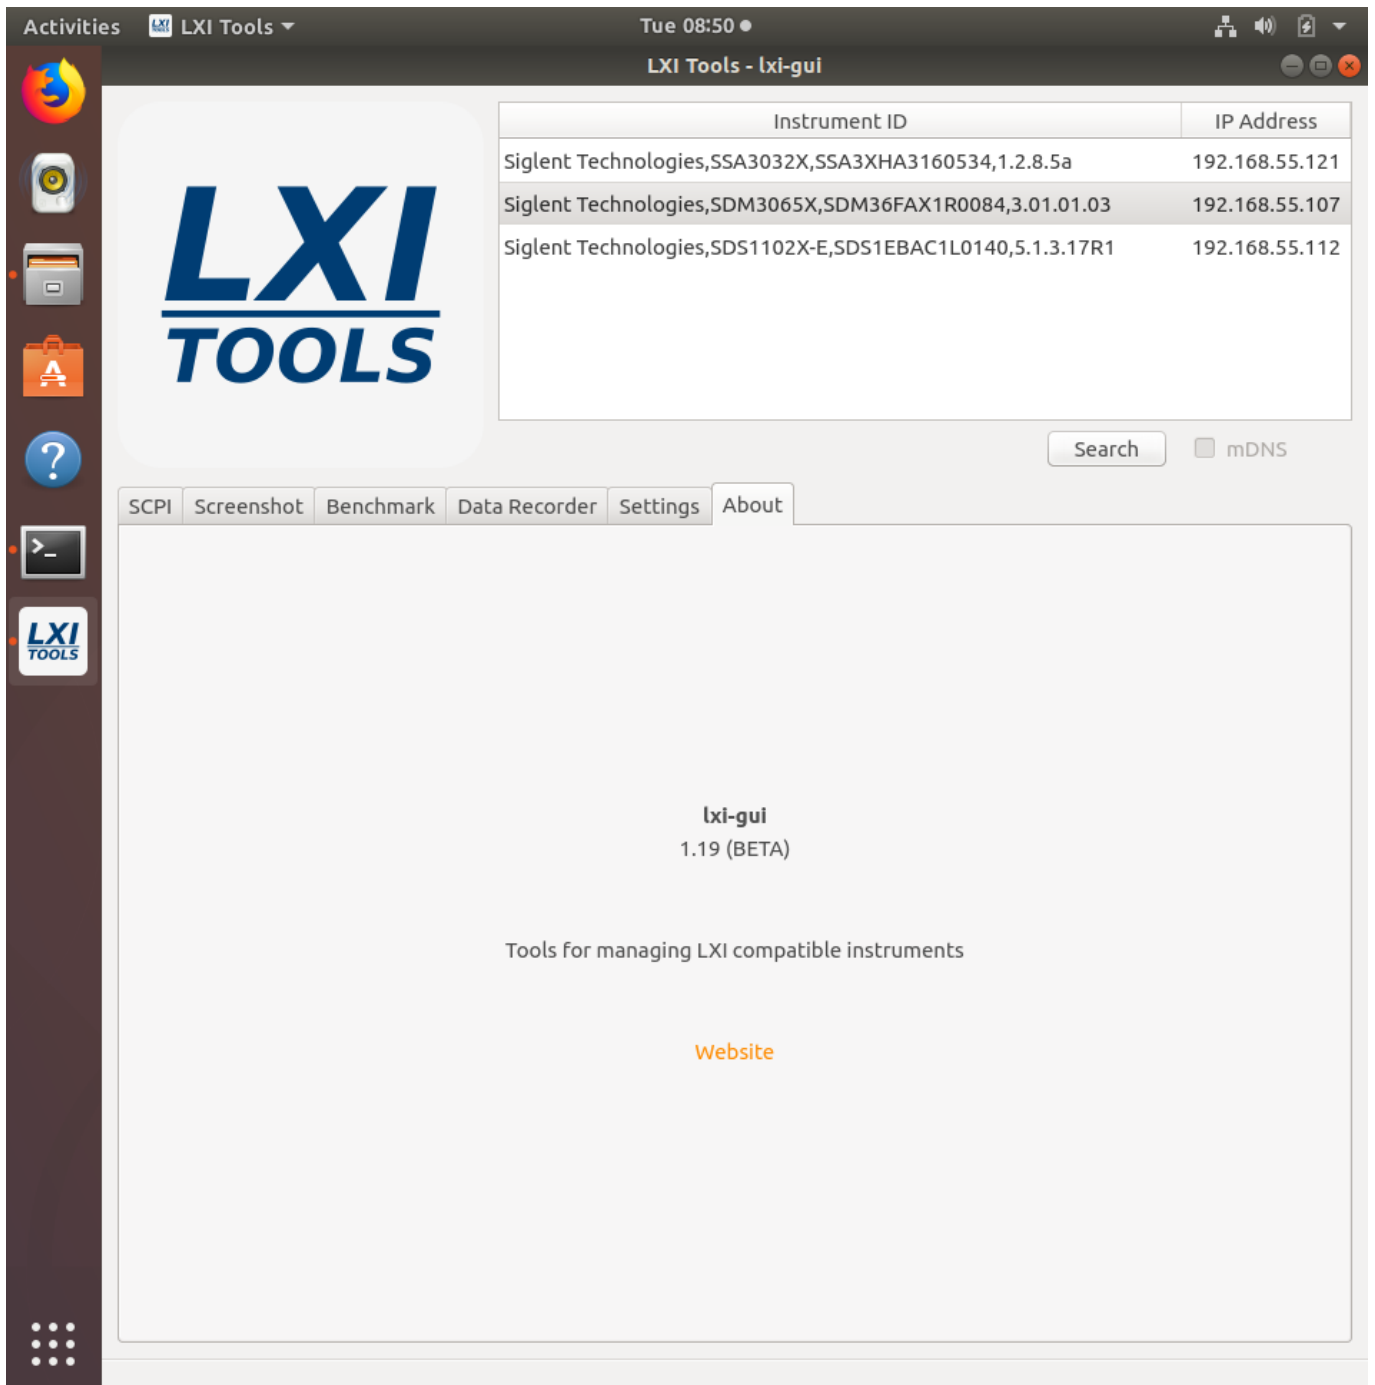 Activities LXI Tools Tue 08:50
LXI Tools - lxi-gui
LXI
TOOLS
Instrument ID IP Address
Siglent Technologies,SSA3032X,SSA3XHA3160534,1.2.8.5a 192.168.55.121
Siglent Technologies,SDM3065X,SDM36FAX1R0084,3.01.01.03 192.168.55.107
Siglent Technologies,SDS1102X-E,SDS1EBAC1L0140,5.1.3.17R1 192.168.55.112
Search mDNS
SCPI Screenshot Benchmark Data Recorder Settings About
LXI
TOOLS
lxi-gui
1.19 (BETA)
Tools for managing LXI compatible instruments
Website